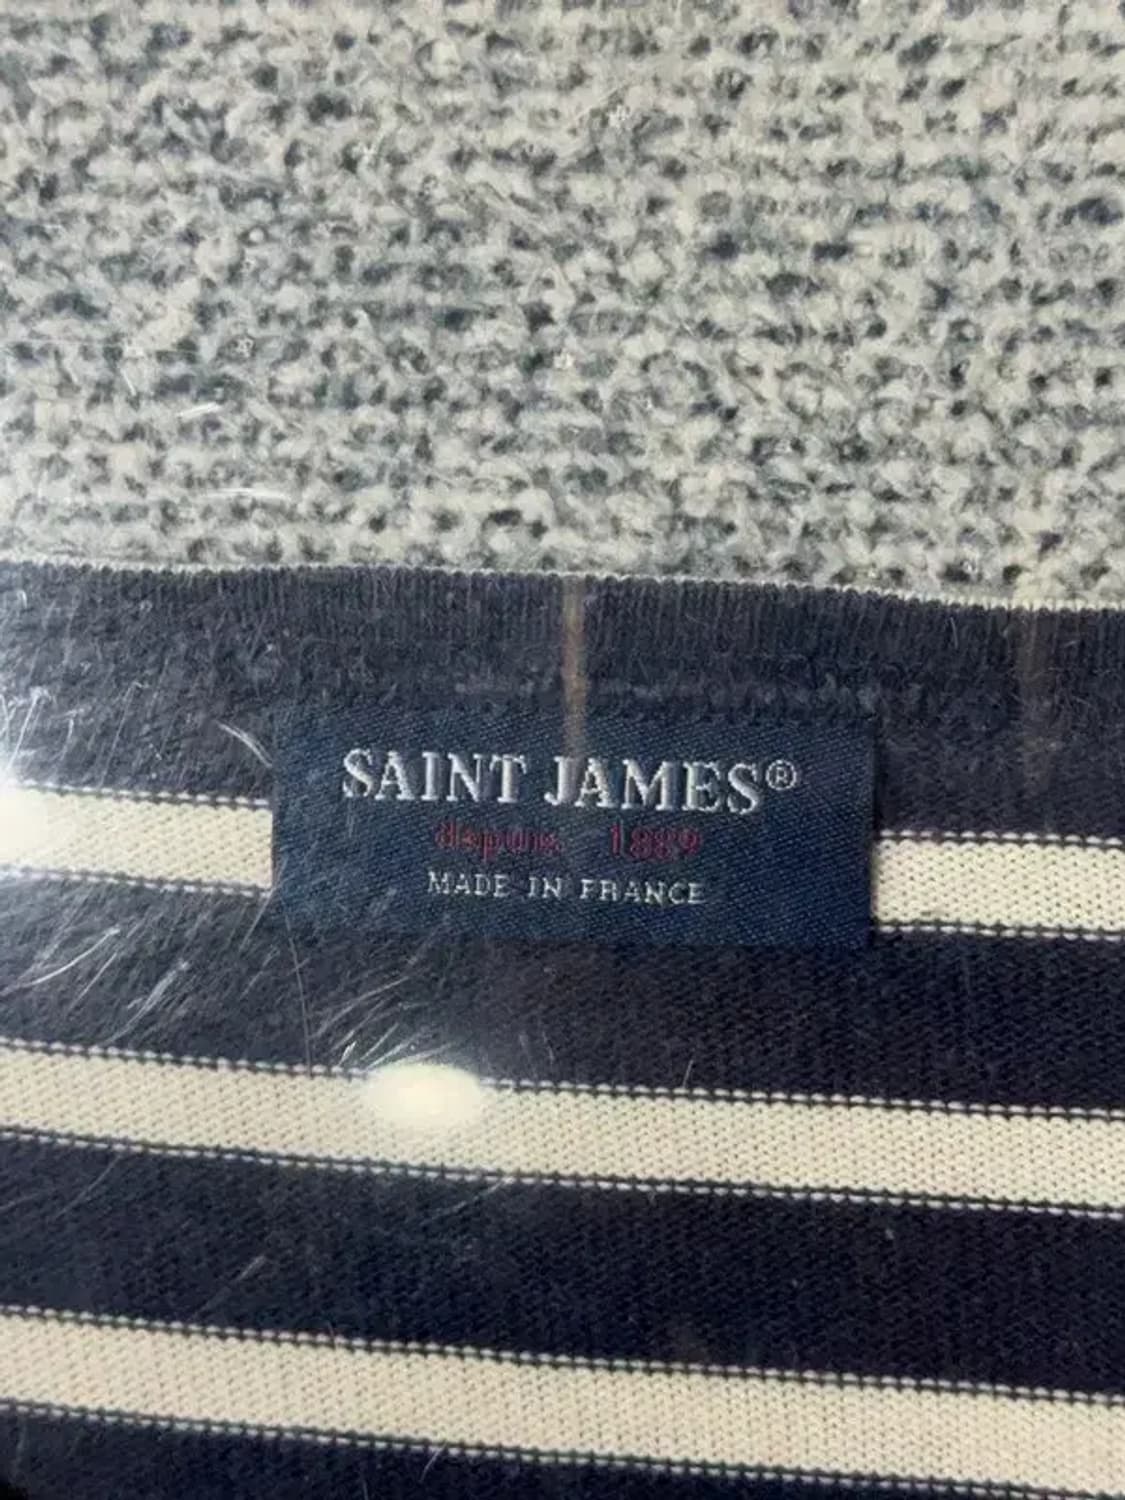 SAINT JAMES®
depuis 1889
MADE IN FRANCE